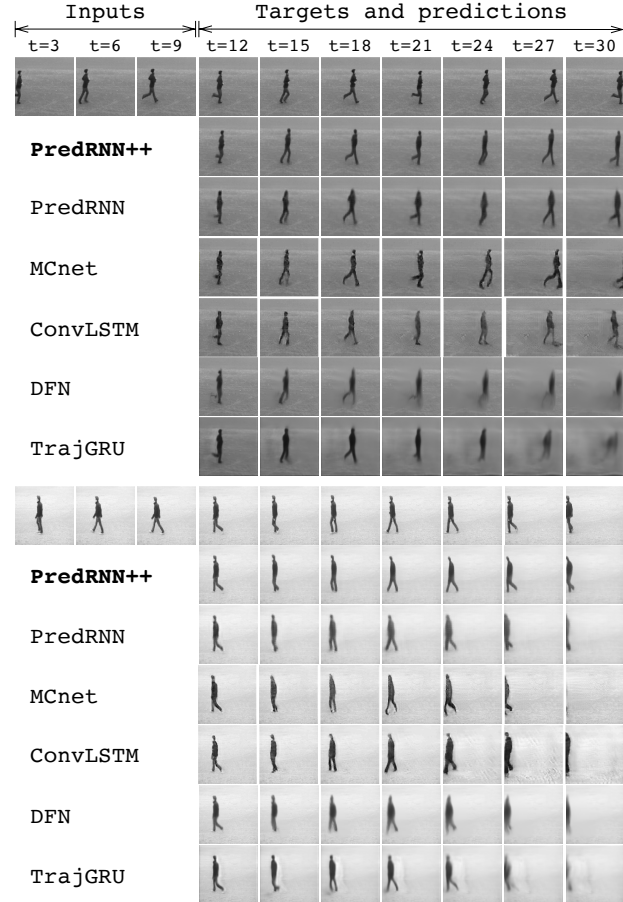 Inputs Targets and predictions
t=3 t=6 t=9 t=12 t=15 t=18 t=21 t=24 t=27 t=30
PredRNN++
PredRNN
MCnet
ConvLSTM
DFN
TrajGRU
PredRNN++
PredRNN
MCnet
ConvLSTM
DFN
TrajGRU